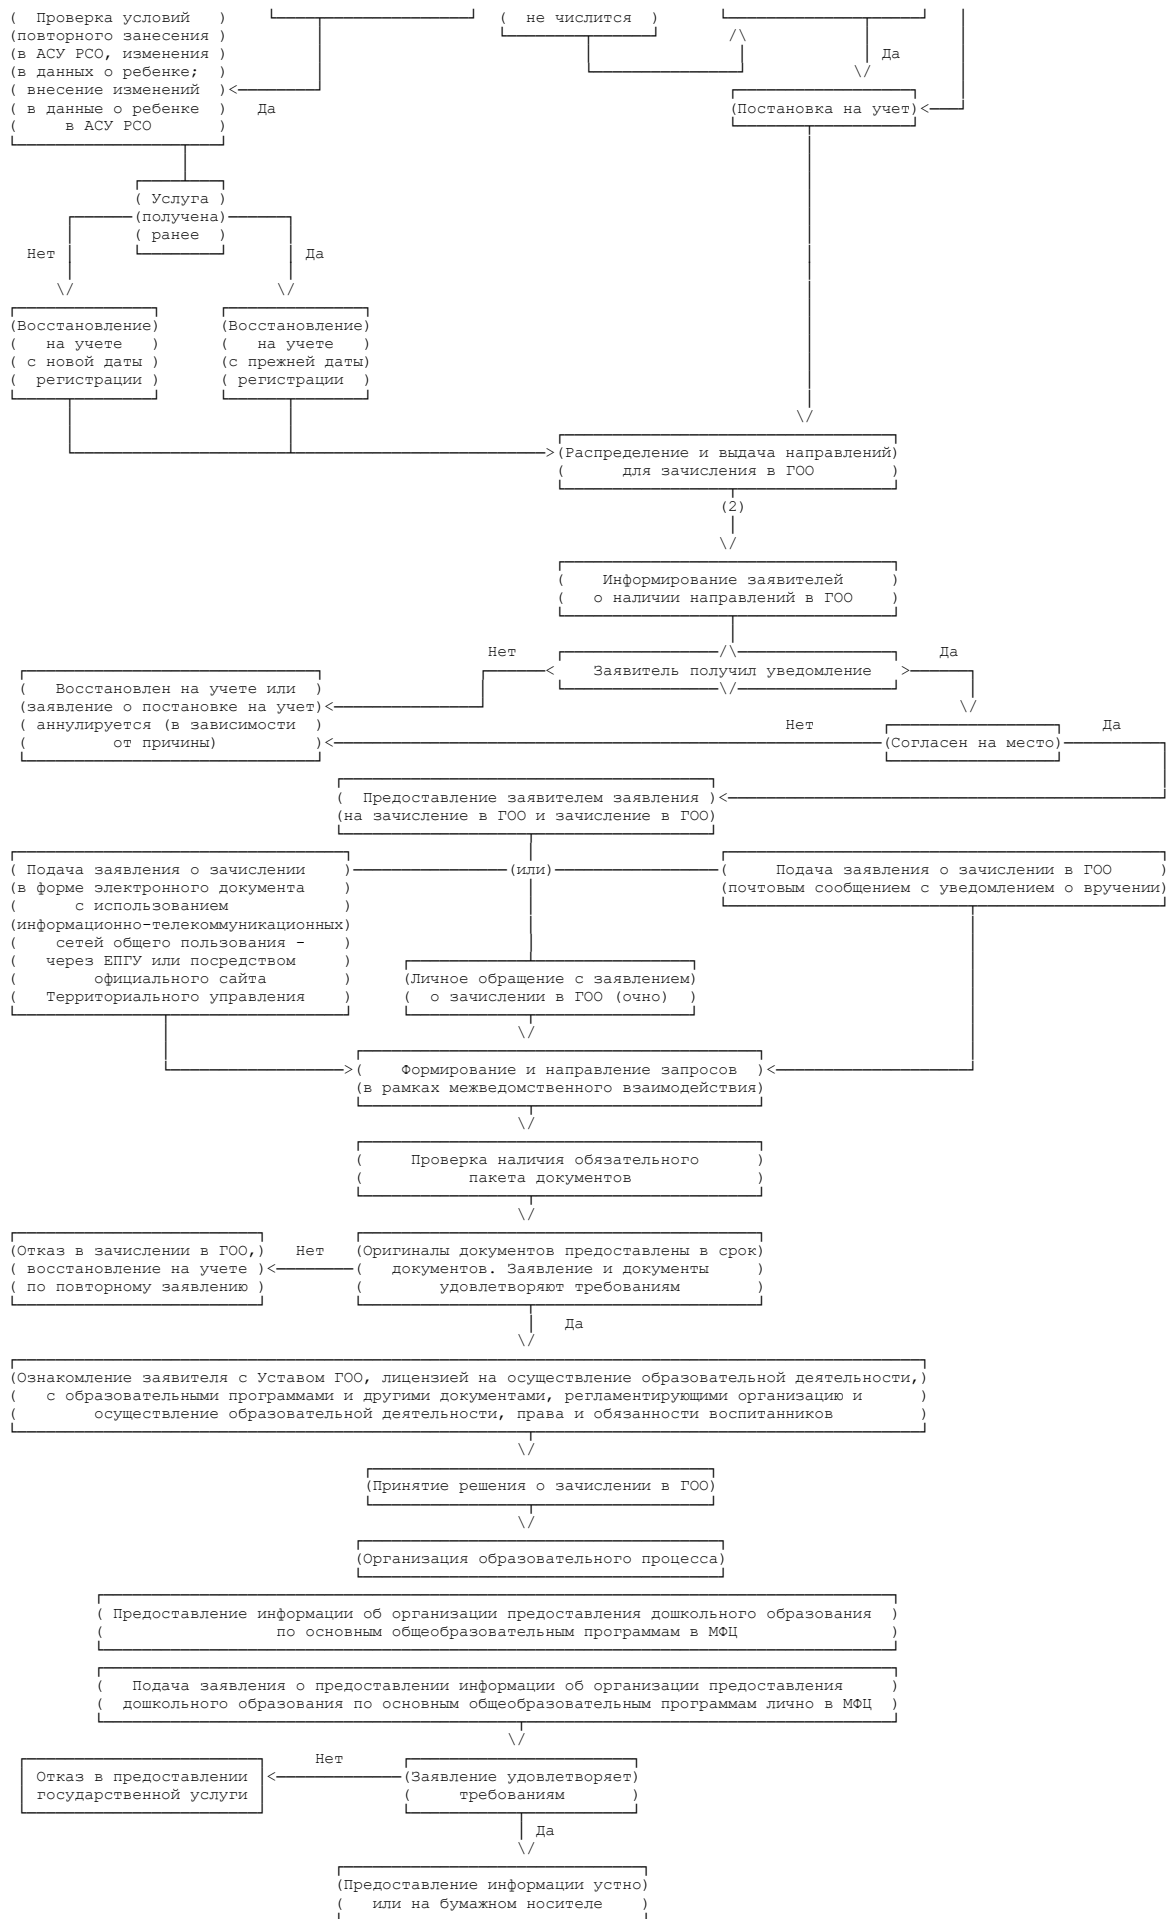 ( Проверка условий )
(повторного занесения )
(в АСУ РСО, изменения )
(в данных о ребенке; )
( внесение изменений )<
( в данные о ребенке
( в АСУ РСО )
Да
( не числится )
/\
Да
\/
(Постановка на учет)<
( Услуга )
(получена)
( ранее )
Нет
Да
\/ \/
(Восстановление)
( на учете )
( с новой даты )
( регистрации )
(Восстановление)
( на учете )
(с прежней даты)
( регистрации )
\/
>(Распределение и выдача направлений)
( для зачисления в ГОО )
(2)
\/
( Информирование заявителей )
( о наличии направлений в ГОО )
/\
Нет
Да
< Заявитель получил уведомление >
\/
\/
( Восстановлен на учете или )
(заявление о постановке на учет)<
( аннулируется (в зависимости )
( от причины) )<
Нет
(Согласен на место)
Да
( Предоставление заявителем заявления )<
(на зачисление в ГОО и зачисление в ГОО)
( Подача заявления о зачислении )
(в форме электронного документа )
( с использованием )
(информационно-телекоммуникационных)
( сетей общего пользования - )
( через ЕПГУ или посредством )
( официального сайта )
( Территориального управления )
(или)
( Подача заявления о зачислении в ГОО )
(почтовым сообщением с уведомлением о вручении)
(Личное обращение с заявлением)
( о зачислении в ГОО (очно) )
\/
>( Формирование и направление запросов )<
(в рамках межведомственного взаимодействия)
\/
( Проверка наличия обязательного )
( пакета документов )
\/
(Отказ в зачислении в ГОО,)
( восстановление на учете )<
( по повторному заявлению )
Нет
(Оригиналы документов предоставлены в срок)
( документов. Заявление и документы )
( удовлетворяют требованиям )
Да
\/
(Ознакомление заявителя с Уставом ГОО, лицензией на осуществление образовательной деятельности,)
( с образовательными программами и другими документами, регламентирующими организацию и )
( осуществление образовательной деятельности, права и обязанности воспитанников )
\/
(Принятие решения о зачислении в ГОО)
\/
(Организация образовательного процесса)
( Предоставление информации об организации предоставления дошкольного образования )
( по основным общеобразовательным программам в МФЦ )
( Подача заявления о предоставлении информации об организации предоставления )
( дошкольного образования по основным общеобразовательным программам лично в МФЦ )
\/
Отказ в предоставлении <
государственной услуги
Нет
(Заявление удовлетворяет)
( требованиям )
Да
\/
(Предоставление информации устно)
( или на бумажном носителе )